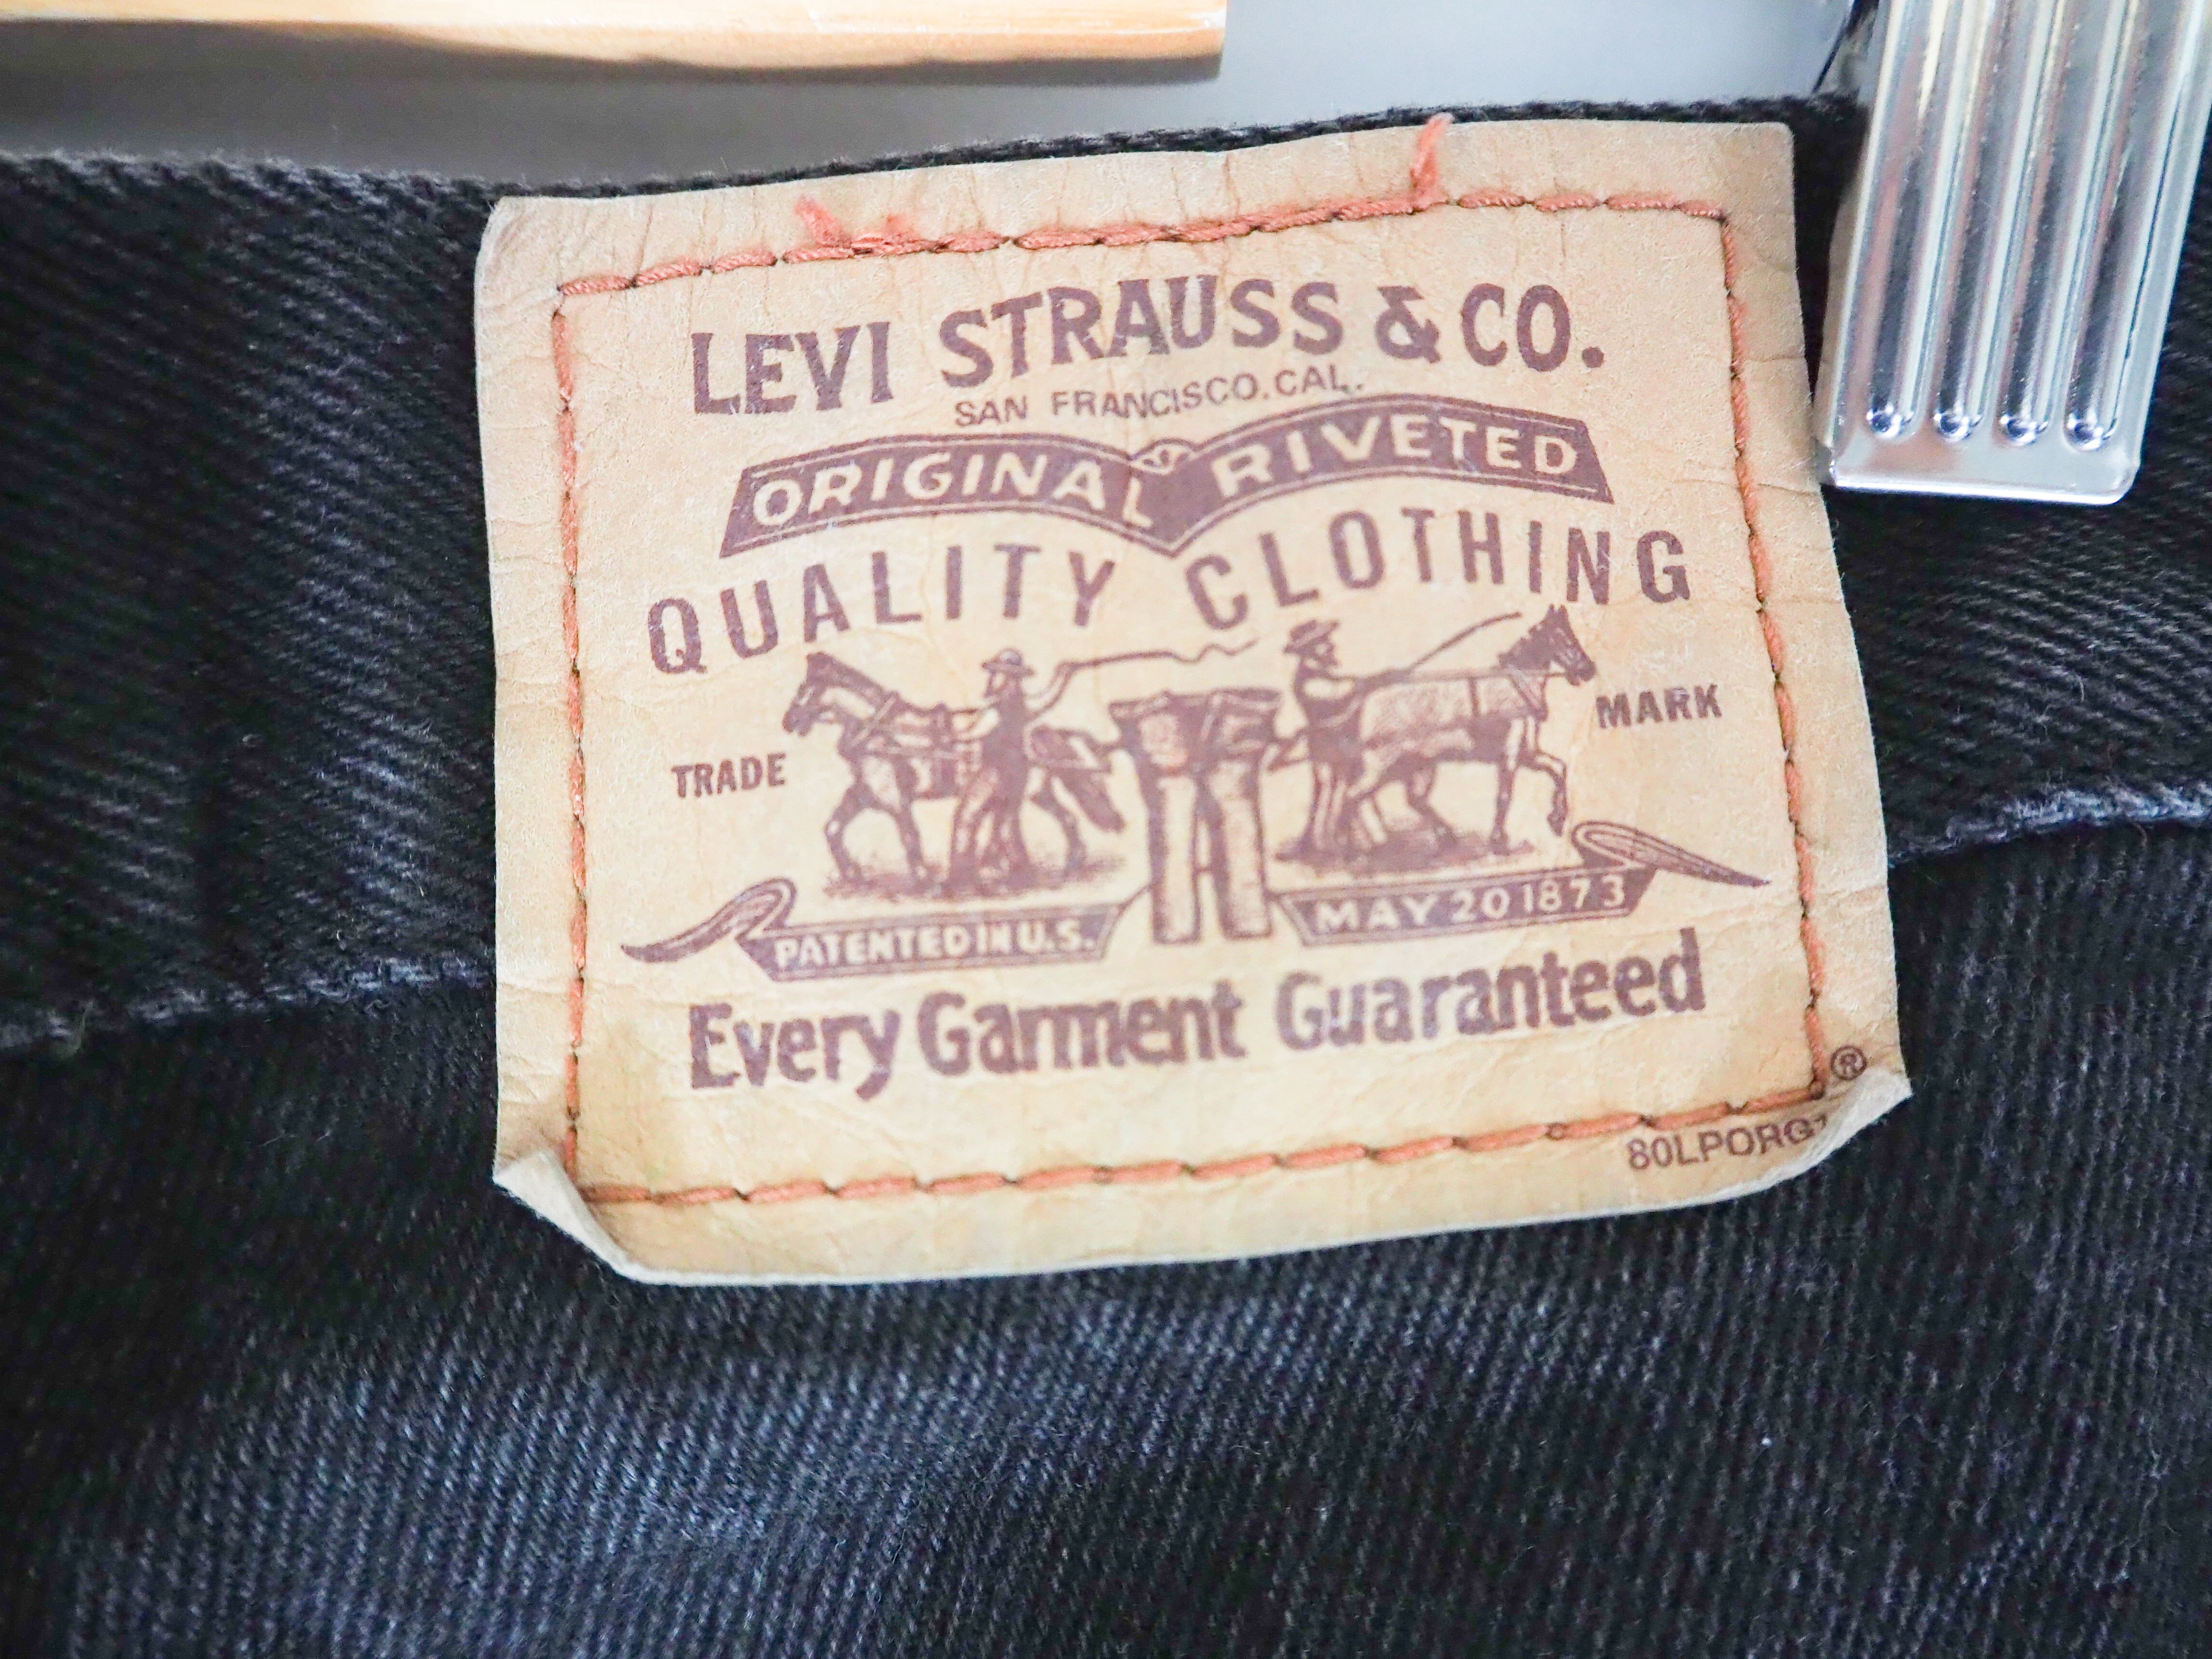 LEVI STRAUSS & CO.
SAN FRANCISCO. CAL.
ORIGINAL RIVETED
QUALITY CLOTHING
TRADE MARK
PATENTED IN U.S. MAY 20 1873
Every Garment Guaranteed
®